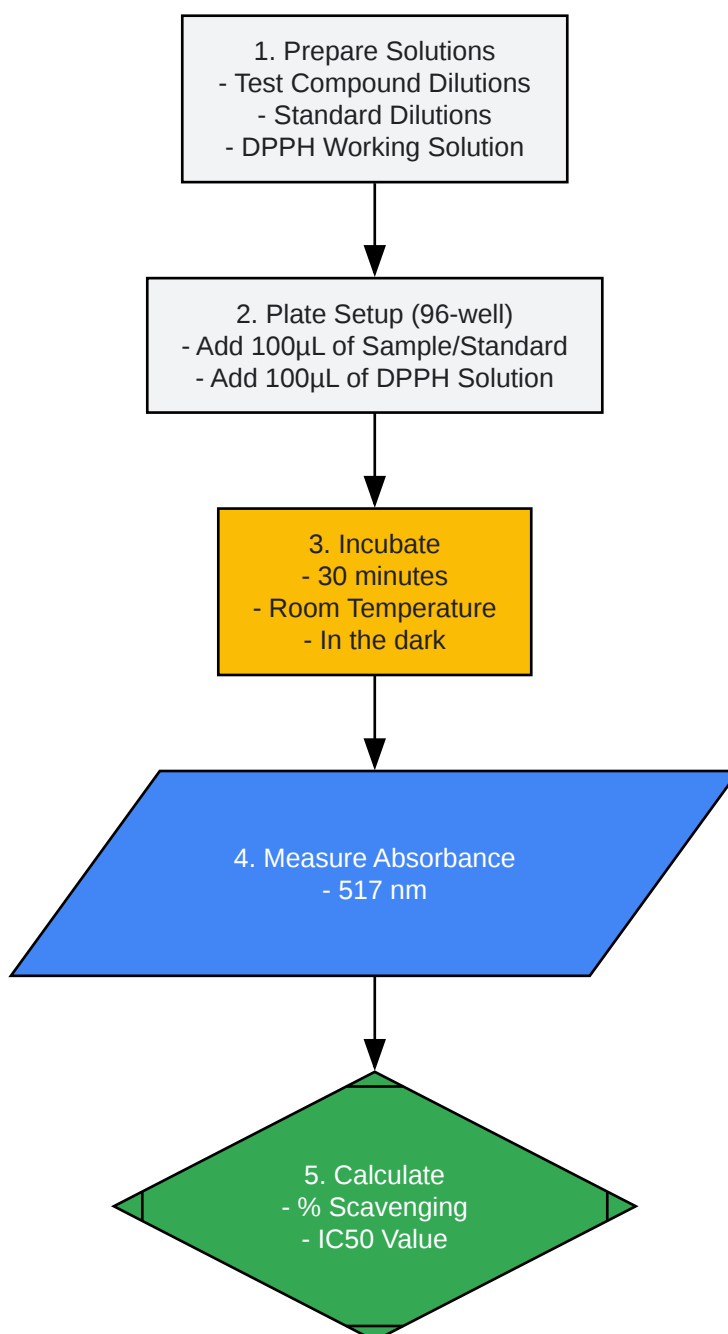 1. Prepare Solutions
- Test Compound Dilutions
- Standard Dilutions
- DPPH Working Solution
2. Plate Setup (96-well)
- Add 100µL of Sample/Standard
- Add 100µL of DPPH Solution
3. Incubate
- 30 minutes
- Room Temperature
- In the dark
4. Measure Absorbance
- 517 nm
5. Calculate
- % Scavenging
- IC50 Value